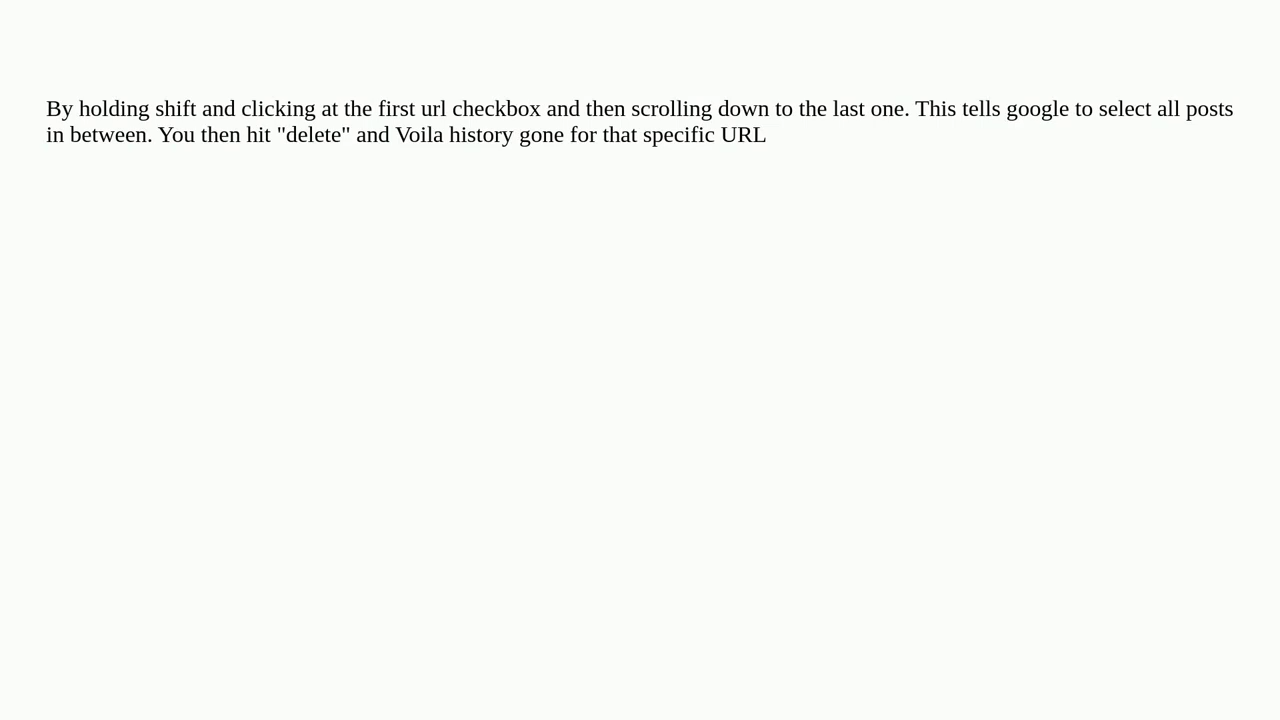 By holding shift and clicking at the first url checkbox and then scrolling down to the last one. This tells google to select all posts
in between. You then hit "delete" and Voila history gone for that specific URL